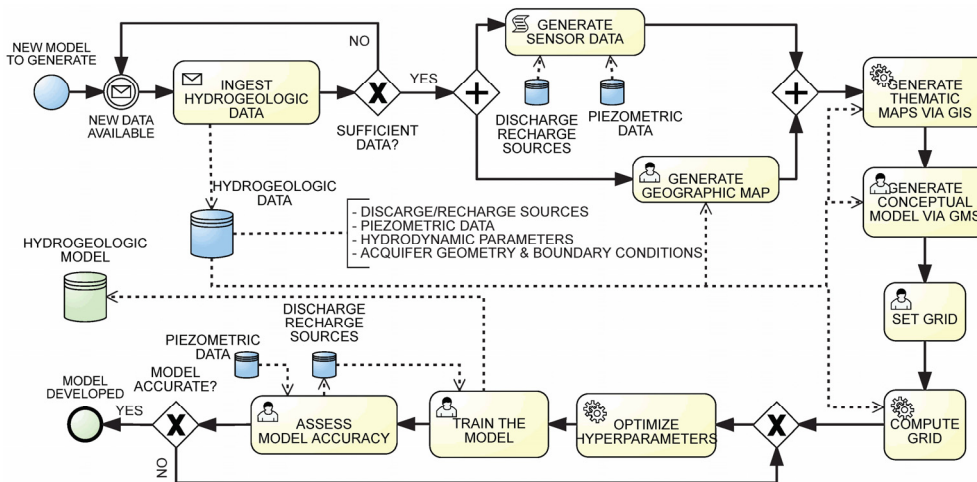 NEW MODEL
TO GENERATE
NEW DATA
AVAILABLE
INGEST
HYDROGEOLOGIC
DATA
NO
SUFFICIENT
DATA?
YES
GENERATE
SENSOR DATA
DISCHARGE
RECHARGE
SOURCES
PIEZOMETRIC
DATA
GENERATE
GEOGRAPHIC MAP
GENERATE
THEMATIC
MAPS VIA GIS
GENERATE
CONCEPTUAL
MODEL VIA GMS
HYDROGEOLOGIC
DATA
- DISCARGE/RECHARGE SOURCES
- PIEZOMETRIC DATA
- HYDRODYNAMIC PARAMETERS
- ACQUIFER GEOMETRY & BOUNDARY CONDITIONS
HYDROGEOLOGIC
MODEL
SET GRID
COMPUTE
GRID
OPTIMIZE
HYPERPARAMETERS
TRAIN THE
MODEL
DISCHARGE
RECHARGE
SOURCES
PIEZOMETRIC
DATA
ASSESS
MODEL ACCURACY
MODEL
ACCURATE?
YES
NO
MODEL
DEVELOPED